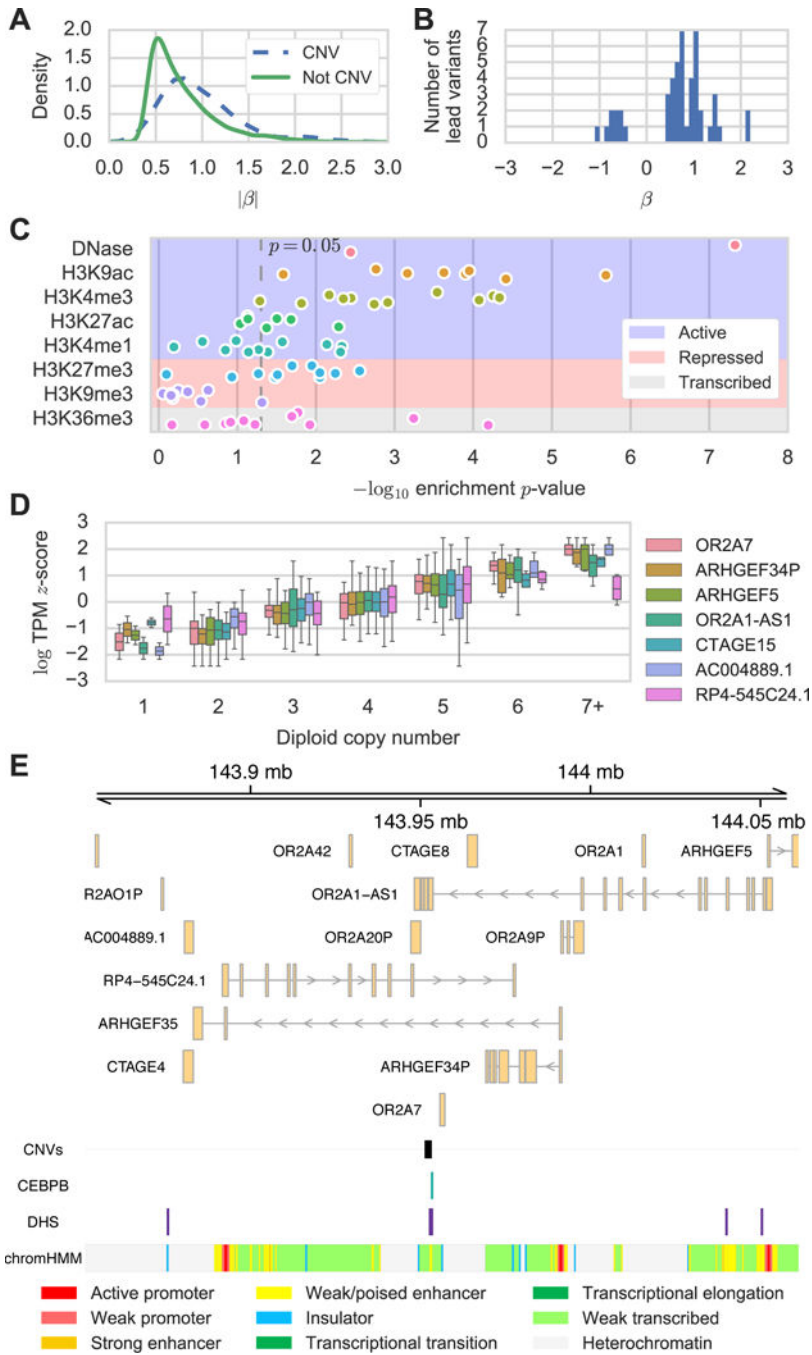 A
Density
2.0
1.5
1.0
0.5
0.0
CNV
Not CNV
0.0 0.5 1.0 1.5 2.0 2.5 3.0
|β|
B
Number of
lead variants
7
6
5
4
3
2
1
0
−3 −2 −1 0 1 2 3
β
C
p = 0.05
DNase
H3K9ac
H3K4me3
H3K27ac
H3K4me1
H3K27me3
H3K9me3
H3K36me3
Active
Repressed
Transcribed
0 1 2 3 4 5 6 7 8
−log10 enrichment p-value
D
log TPM z-score
3
2
1
0
−1
−2
−3
1 2 3 4 5 6 7+
Diploid copy number
OR2A7
ARHGEF34P
ARHGEF5
OR2A1-AS1
CTAGE15
AC004889.1
RP4-545C24.1
E
143.9 mb 144 mb
143.95 mb 144.05 mb
OR2A42 CTAGE8 OR2A1 ARHGEF5
R2AO1P OR2A1−AS1
AC004889.1 OR2A20P OR2A9P
RP4−545C24.1
ARHGEF35
CTAGE4 ARHGEF34P
OR2A7
CNVs
CEBPB
DHS
chromHMM
Active promoter Weak/poised enhancer Transcriptional elongation
Weak promoter Insulator Weak transcribed
Strong enhancer Transcriptional transition Heterochromatin